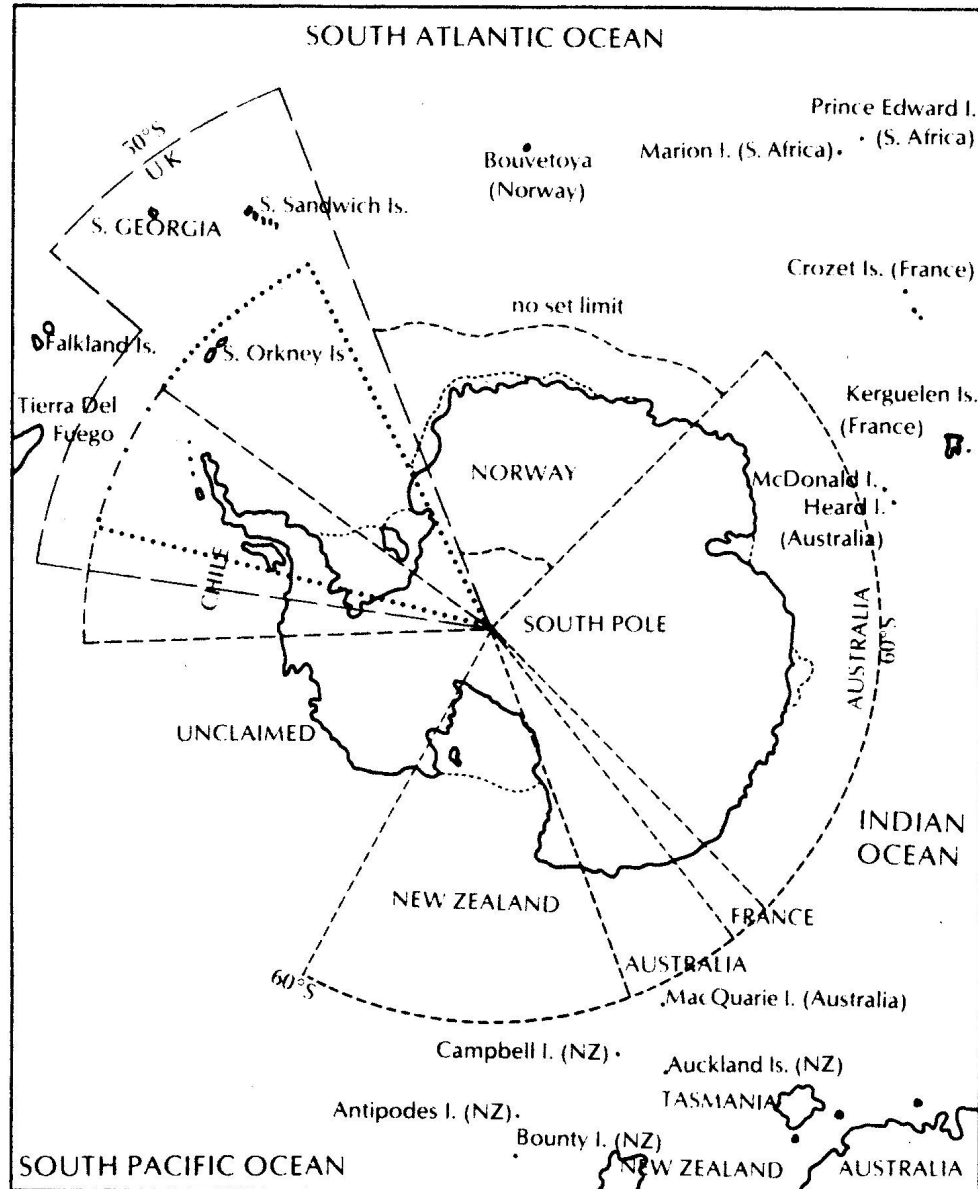 SOUTH ATLANTIC OCEAN
Prince Edward I.
(S. Africa)
Marion I. (S. Africa)
Bouvetoya
(Norway)
50°S
UK
S. Sandwich Is.
S. GEORGIA
Crozet Is. (France)
no set limit
Falkland Is.
S. Orkney Is
Tierra Del
Fuego
Kerguelen Is.
(France)
NORWAY
McDonald I.
Heard I.
(Australia)
CHILE
SOUTH POLE
AUSTRALIA
60°S
UNCLAIMED
INDIAN
OCEAN
NEW ZEALAND
FRANCE
AUSTRALIA
60°S
MacQuarie I. (Australia)
Campbell I. (NZ)
Auckland Is. (NZ)
TASMANIA
Antipodes I. (NZ)
Bounty I. (NZ)
SOUTH PACIFIC OCEAN
NEW ZEALAND
AUSTRALIA